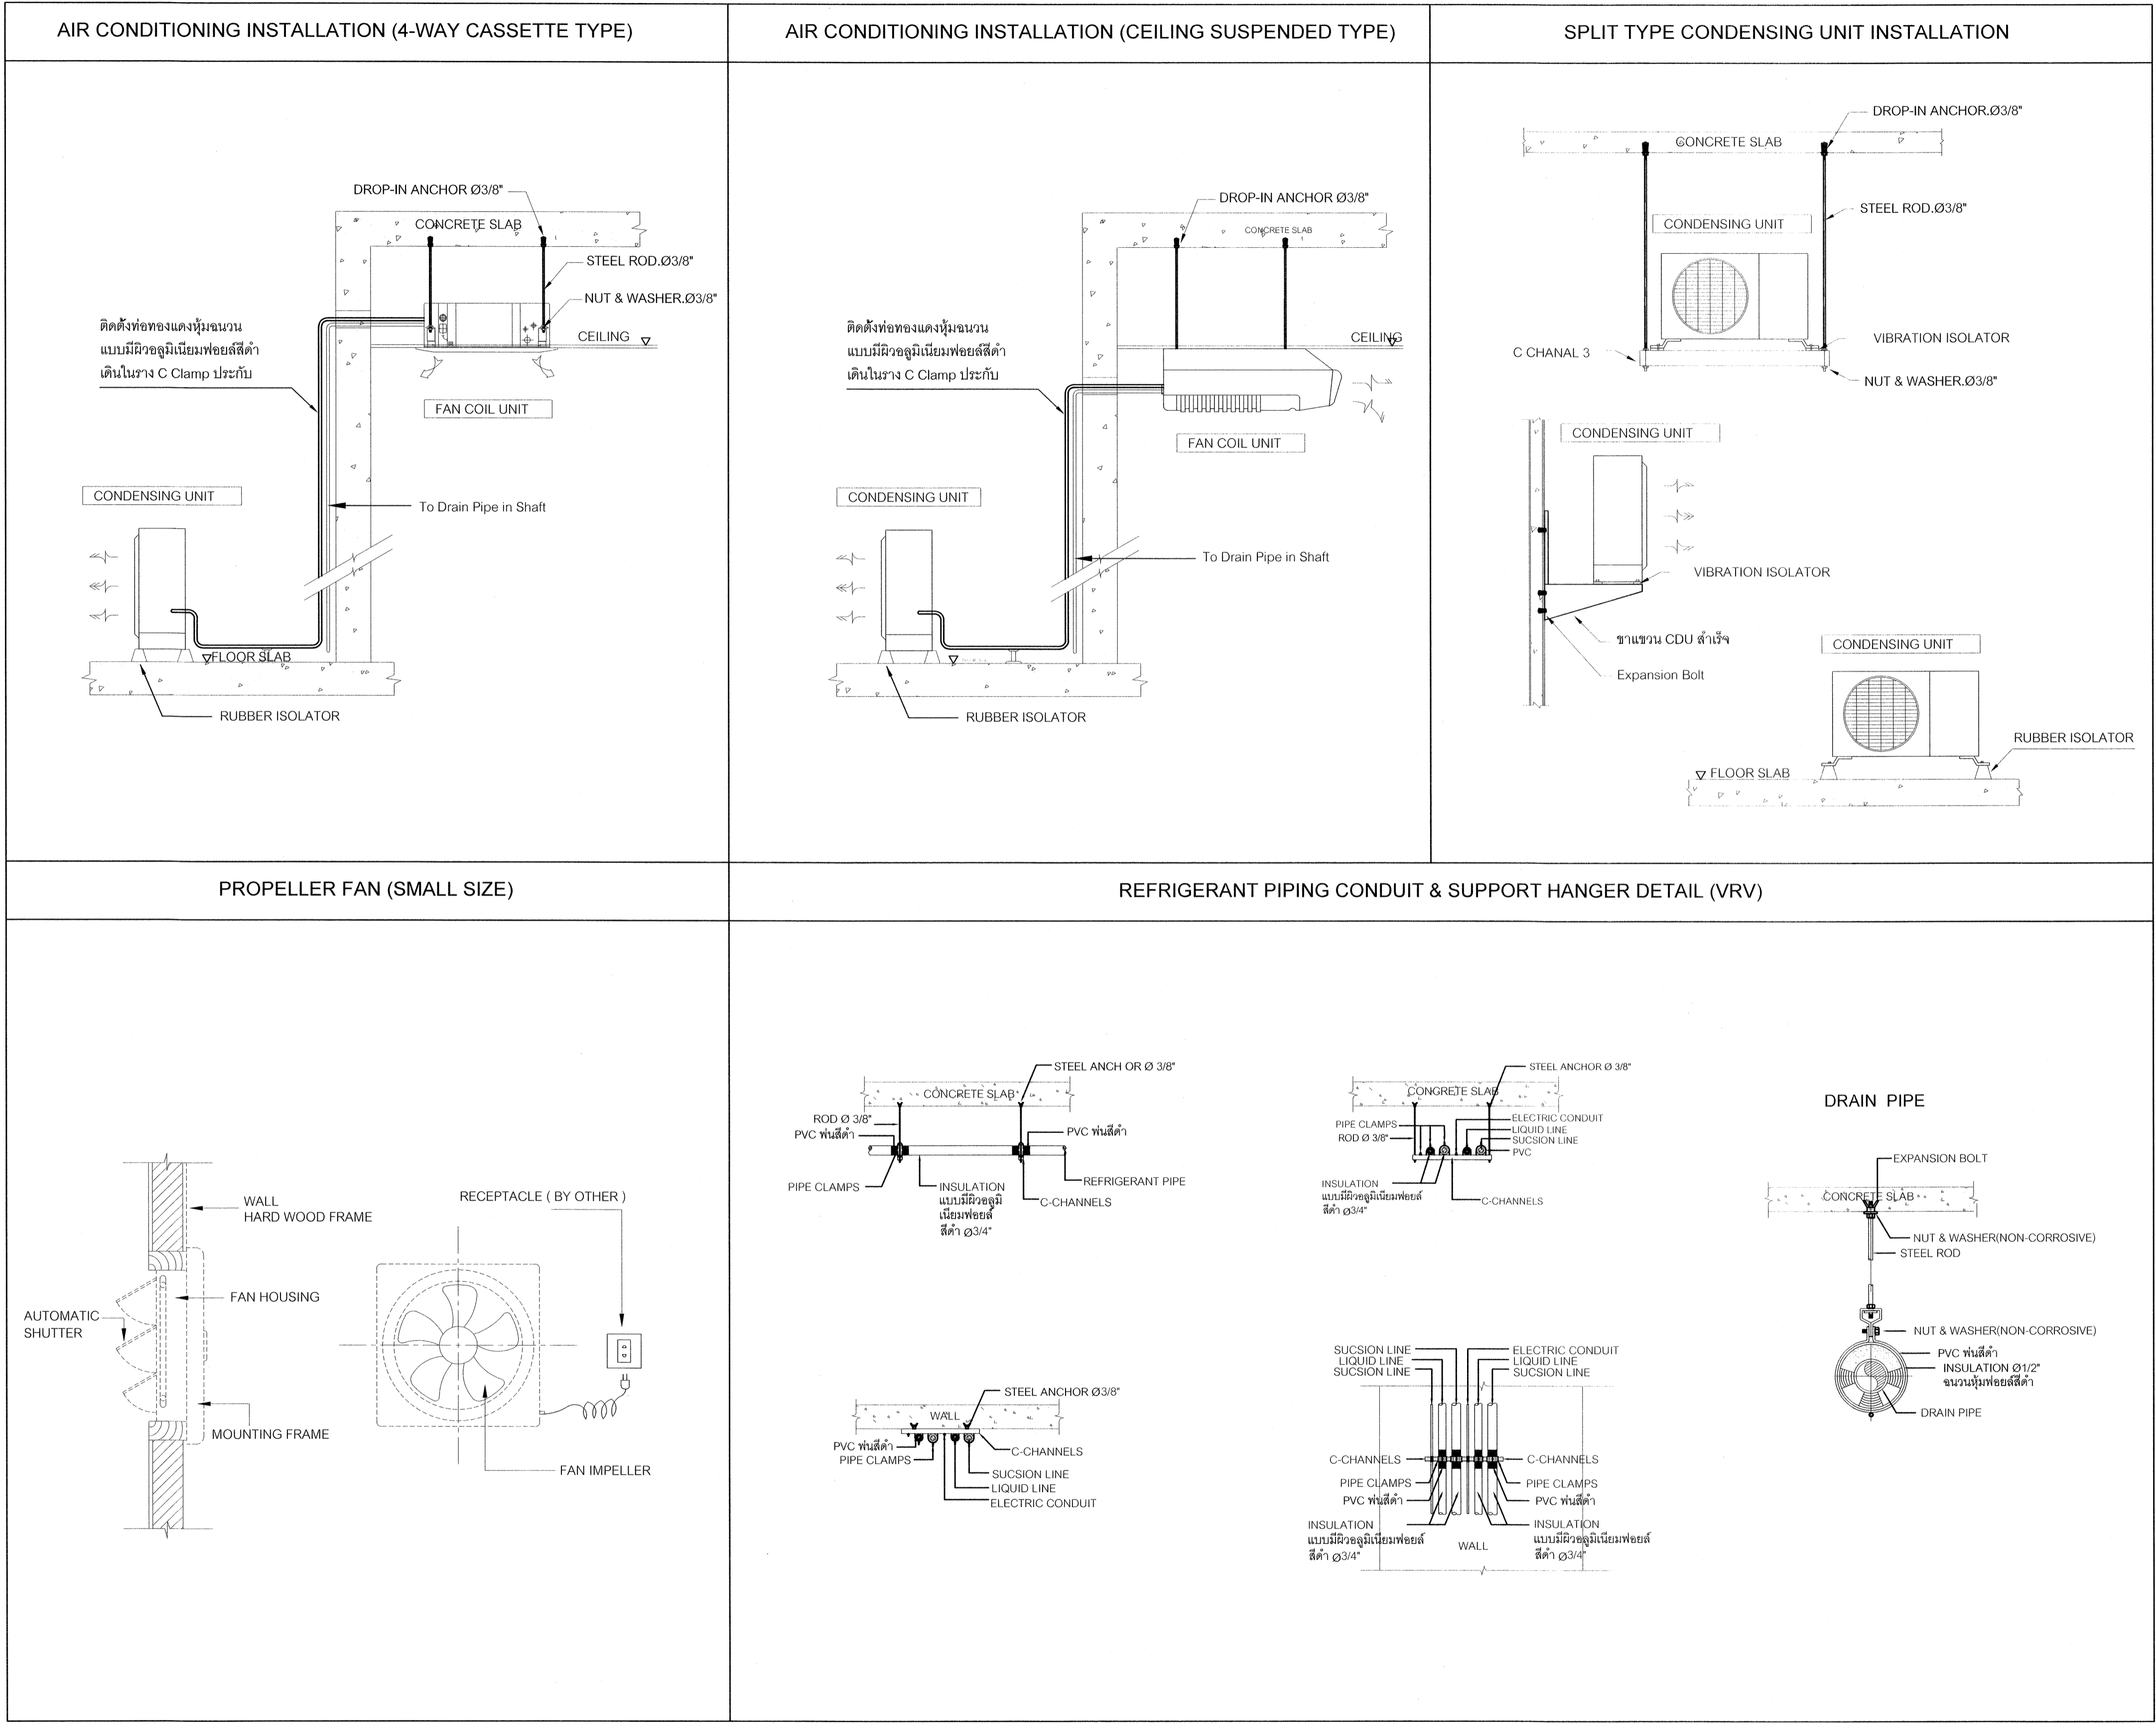 AIR CONDITIONING INSTALLATION (4-WAY CASSETTE TYPE)
DROP-IN ANCHOR Ø3/8"
CONCRETE SLAB
STEEL ROD.Ø3/8"
NUT & WASHER.Ø3/8"
CEILING
ติดตั้งท่อทองแดงหุ้มฉนวน
แบบมีผิวอลูมิเนียมฟอยล์สีดำ
เดินในราง C Clamp ประกับ
FAN COIL UNIT
CONDENSING UNIT
To Drain Pipe in Shaft
FLOOR SLAB
RUBBER ISOLATOR
AIR CONDITIONING INSTALLATION (CEILING SUSPENDED TYPE)
DROP-IN ANCHOR Ø3/8"
CONCRETE SLAB
CEILING
ติดตั้งท่อทองแดงหุ้มฉนวน
แบบมีผิวอลูมิเนียมฟอยล์สีดำ
เดินในราง C Clamp ประกับ
FAN COIL UNIT
CONDENSING UNIT
To Drain Pipe in Shaft
RUBBER ISOLATOR
SPLIT TYPE CONDENSING UNIT INSTALLATION
DROP-IN ANCHOR.Ø3/8"
CONCRETE SLAB
STEEL ROD.Ø3/8"
CONDENSING UNIT
VIBRATION ISOLATOR
C CHANAL 3
NUT & WASHER.Ø3/8"
CONDENSING UNIT
VIBRATION ISOLATOR
ขาแขวน CDU สำเร็จ
Expansion Bolt
CONDENSING UNIT
RUBBER ISOLATOR
FLOOR SLAB
PROPELLER FAN (SMALL SIZE)
WALL
HARD WOOD FRAME
RECEPTACLE ( BY OTHER )
FAN HOUSING
AUTOMATIC
SHUTTER
MOUNTING FRAME
FAN IMPELLER
REFRIGERANT PIPING CONDUIT & SUPPORT HANGER DETAIL (VRV)
STEEL ANCH OR Ø 3/8"
CONCRETE SLAB
ROD Ø 3/8"
PVC พ่นสีดำ
PVC พ่นสีดำ
PIPE CLAMPS
INSULATION
แบบมีผิวอลูมิ
เนียมฟอยล์
สีดำ Ø3/4"
REFRIGERANT PIPE
C-CHANNELS
STEEL ANCHOR Ø 3/8"
CONCRETE SLAB
PIPE CLAMPS
ROD Ø 3/8"
ELECTRIC CONDUIT
LIQUID LINE
SUCSION LINE
PVC
INSULATION
แบบมีผิวอลูมิเนียมฟอยล์
สีดำ Ø3/4"
C-CHANNELS
DRAIN PIPE
EXPANSION BOLT
CONCRETE SLAB
NUT & WASHER(NON-CORROSIVE)
STEEL ROD
NUT & WASHER(NON-CORROSIVE)
PVC พ่นสีดำ
INSULATION Ø1/2"
ฉนวนหุ้มฟอยล์สีดำ
DRAIN PIPE
STEEL ANCHOR Ø3/8"
WALL
PVC พ่นสีดำ
PIPE CLAMPS
C-CHANNELS
SUCSION LINE
LIQUID LINE
ELECTRIC CONDUIT
SUCSION LINE
LIQUID LINE
SUCSION LINE
ELECTRIC CONDUIT
LIQUID LINE
SUCSION LINE
C-CHANNELS
C-CHANNELS
PIPE CLAMPS
PIPE CLAMPS
PVC พ่นสีดำ
PVC พ่นสีดำ
INSULATION
แบบมีผิวอลูมิเนียมฟอยล์
สีดำ Ø3/4"
WALL
INSULATION
แบบมีผิวอลูมิเนียมฟอยล์
สีดำ Ø3/4"